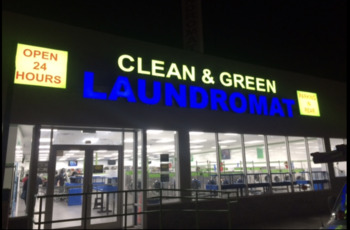 OPEN
24
HOURS
CLEAN & GREEN
LAUNDROMAT